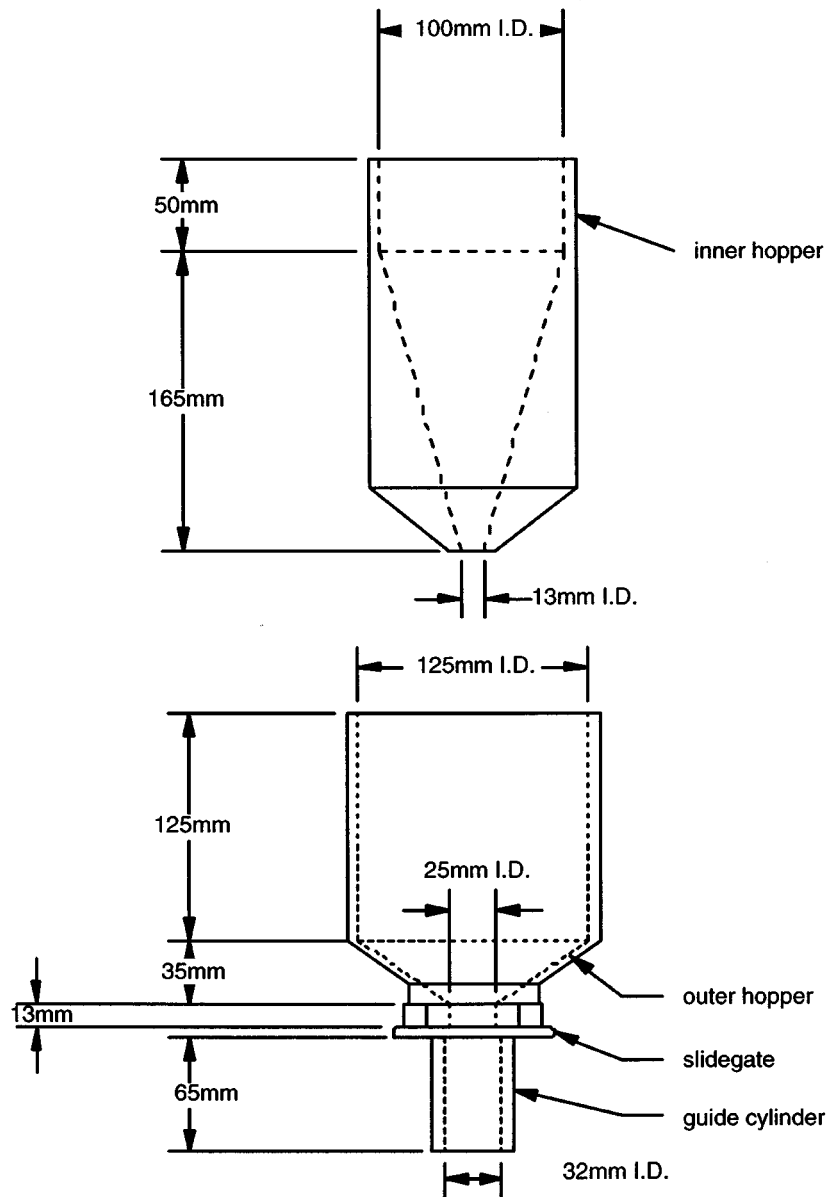 100mm I.D.
50mm
inner hopper
165mm
13mm I.D.
125mm I.D.
125mm
25mm I.D.
35mm
outer hopper
13mm
slidegate
65mm
guide cylinder
32mm I.D.